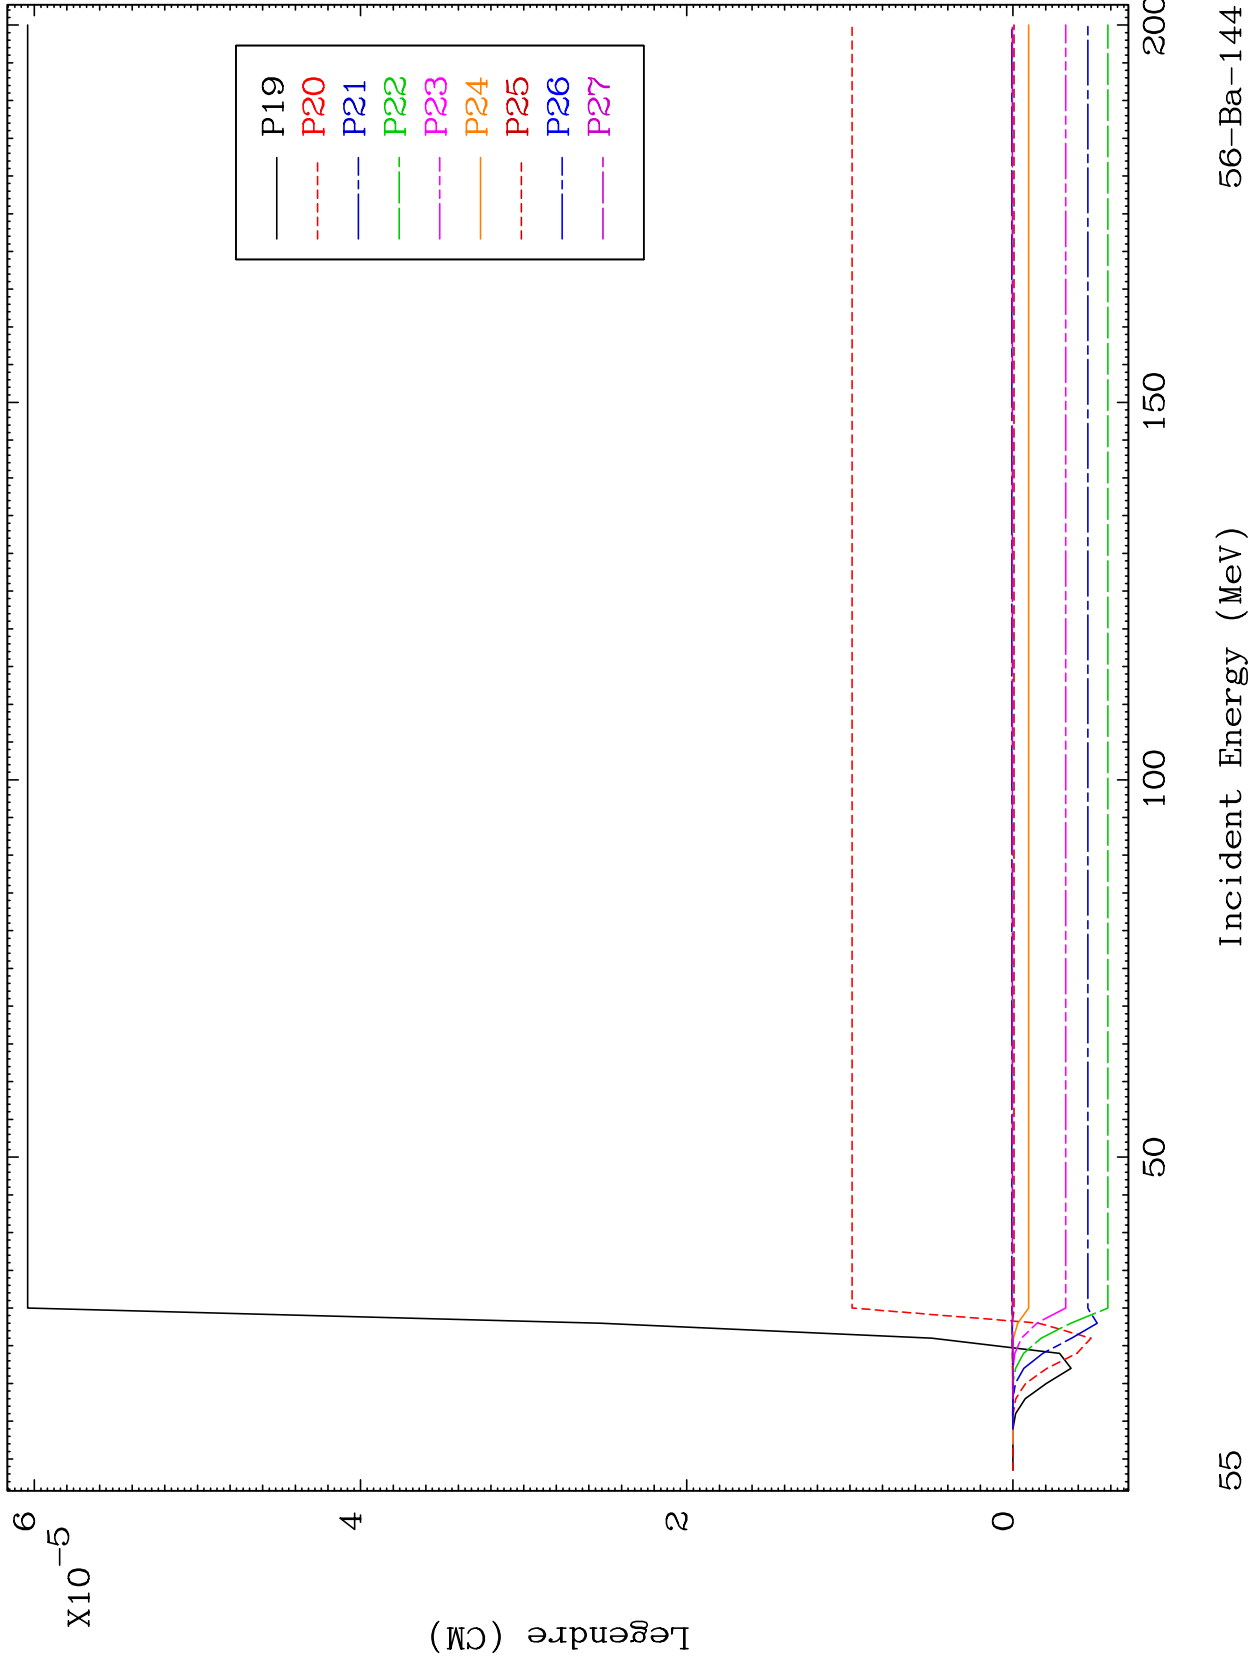 P19
P20
P21
P22
P23
P24
P25
P26
P27
6
4
2
0
X10
-5
Legendre (CM)
50
100
150
200
Incident Energy (MeV)
55
56-Ba-144